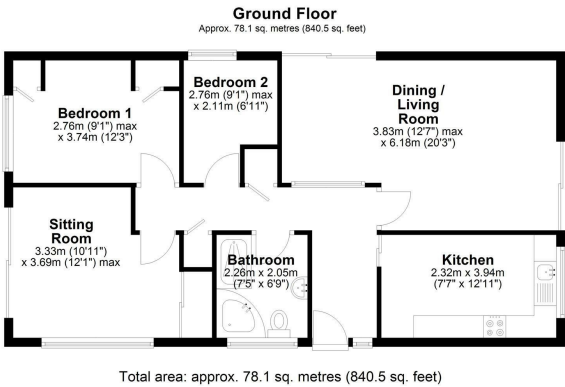 Ground Floor
Approx. 78.1 sq. metres (840.5 sq. feet)
Bedroom 1
2.76m (9'1") max
x 3.74m (12'3")
Bedroom 2
2.76m (9'1") max
x 2.11m (6'11")
Dining /
Living
Room
3.83m (12'7") max
x 6.18m (20'3")
Sitting
Room
3.33m (10'11")
x 3.69m (12'1") max
Bathroom
2.26m x 2.05m
(7'5" x 6'9")
Kitchen
2.32m x 3.94m
(7'7" x 12'11")
Total area: approx. 78.1 sq. metres (840.5 sq. feet)